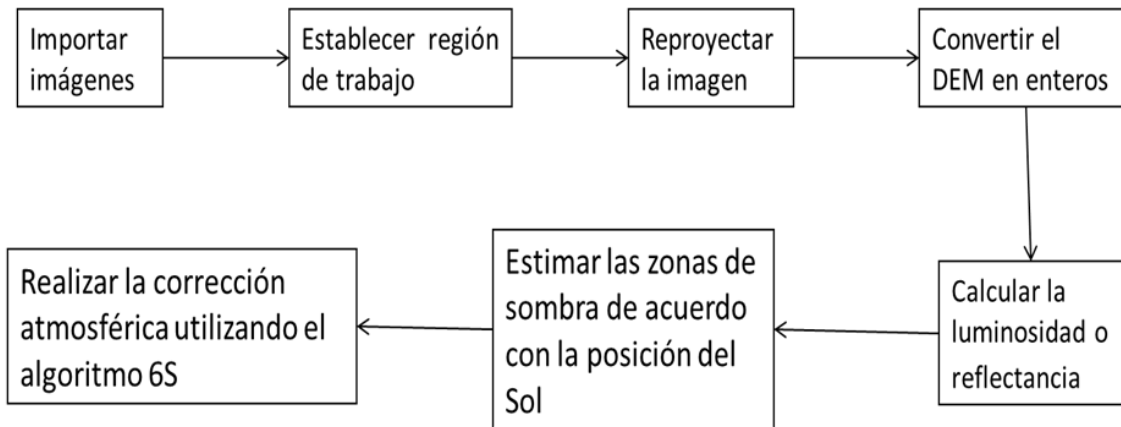 Importar
imágenes
Establecer región
de trabajo
Reproyectar
la imagen
Convertir el
DEM en enteros
Calcular la
luminosidad o
reflectancia
Estimar las zonas de
sombra de acuerdo
con la posición del
Sol
Realizar la corrección
atmosférica utilizando el
algoritmo 6S